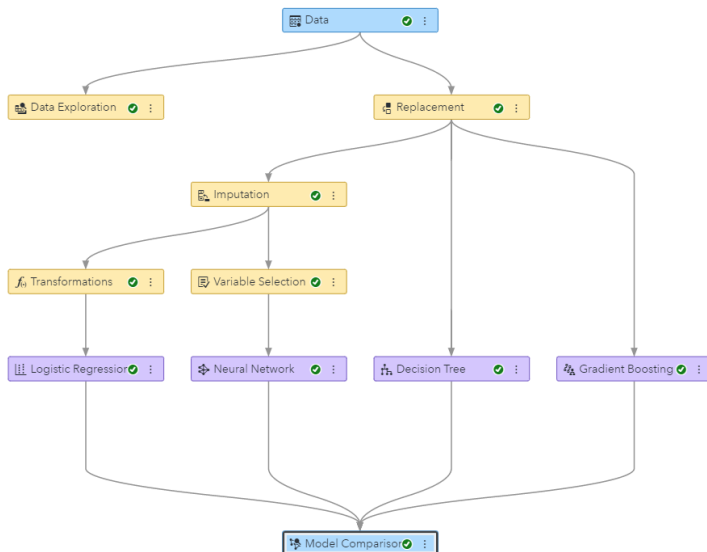 Data
Data Exploration
Replacement
Imputation
Transformations
Variable Selection
Logistic Regression
Neural Network
Decision Tree
Gradient Boosting
Model Comparison